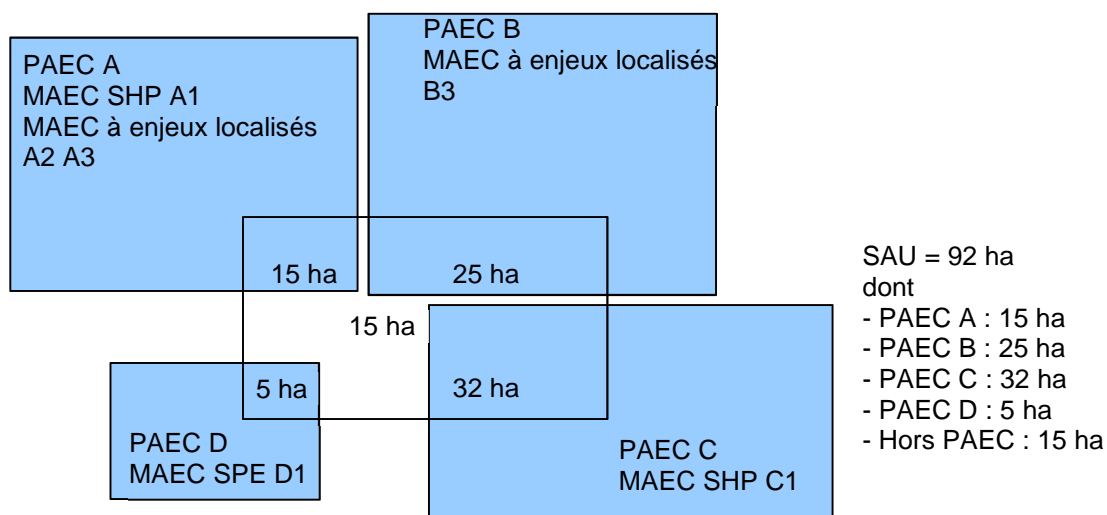 PAEC A
MAEC SHP A1
MAEC à enjeux localisés
A2 A3
PAEC B
MAEC à enjeux localisés
B3
15 ha
25 ha
15 ha
5 ha
32 ha
PAEC D
MAEC SPE D1
PAEC C
MAEC SHP C1
SAU = 92 ha
dont
- PAEC A : 15 ha
- PAEC B : 25 ha
- PAEC C : 32 ha
- PAEC D : 5 ha
- Hors PAEC : 15 ha